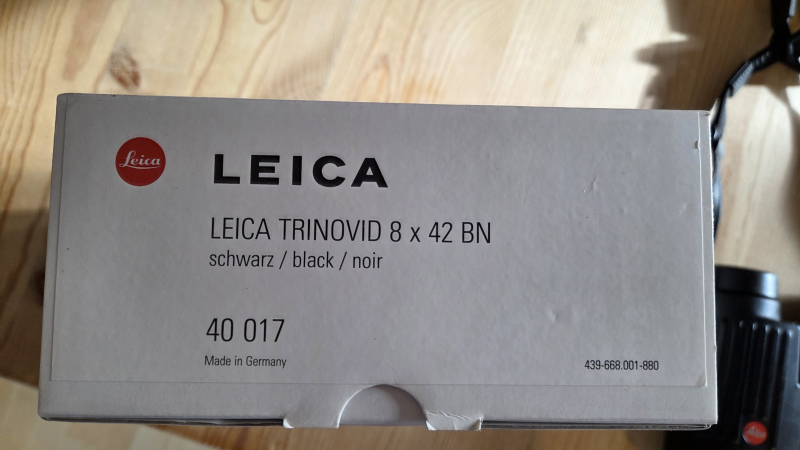 Leica
LEICA
LEICA TRINOVID 8 x 42 BN
schwarz / black / noir
40 017
Made in Germany
439-668.001-880
Leica